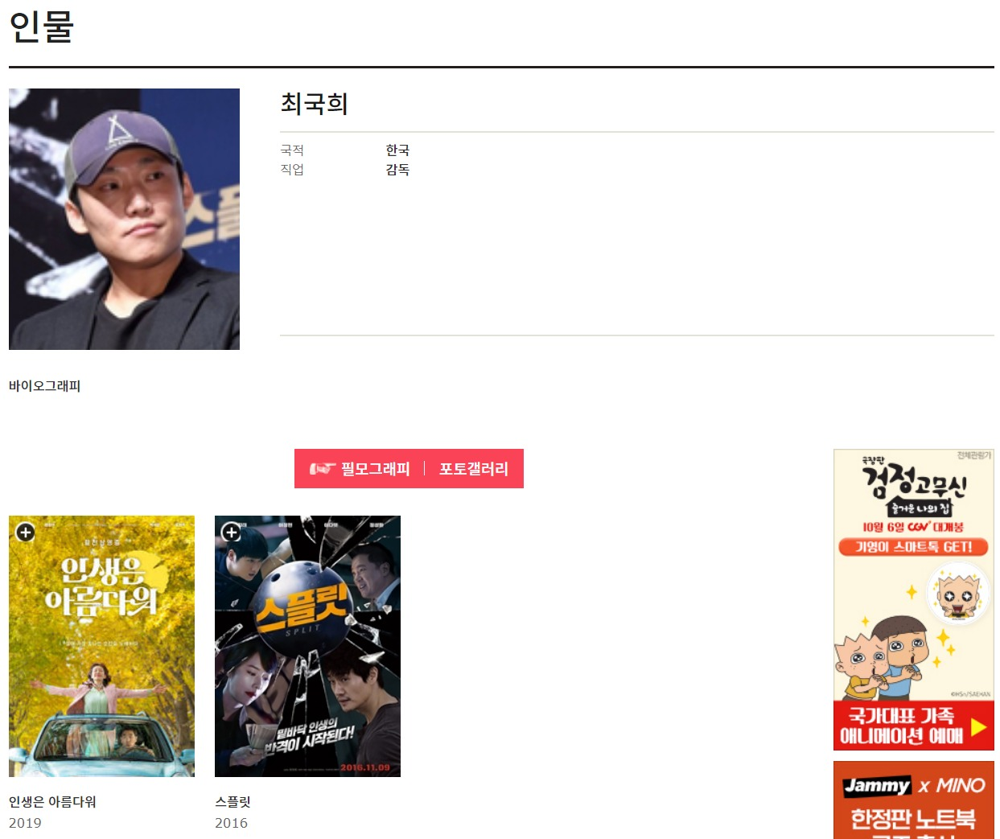 인물
최국희
국적 한국
직업 감독
스플
바이오그래피
필모그래피 | 포토갤러리
인생은
아름다워
스플릿
SPLIT
밑바닥 인생의
반격이 시작된다!
2016.11.09
인생은 아름다워
2019
스플릿
2016
전체관람가
극장판
검정고무신
즐거운 나의 집
10월 6일 CGV 대개봉
기영이 스마트톡 GET!
©HSn/SAEHAN
국가대표 가족
애니메이션 예매
Jammy x MINO
한정판 노트북